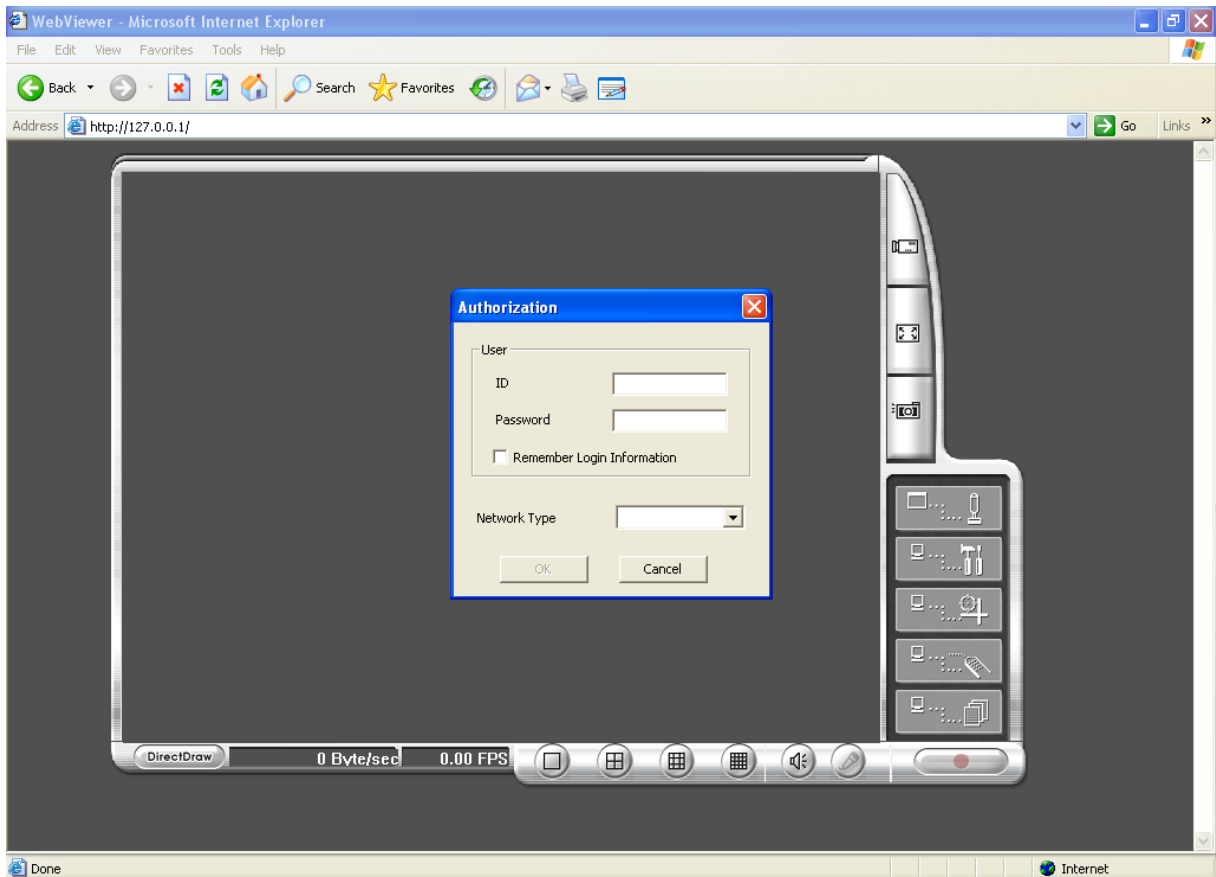 WebViewer - Microsoft Internet Explorer
File Edit View Favorites Tools Help
Back Search Favorites
Address http://127.0.0.1/ Go Links »
Authorization
User
ID
Password
Remember Login Information
Network Type
OK Cancel
DirectDraw 0 Byte/sec 0.00 FPS
Done Internet